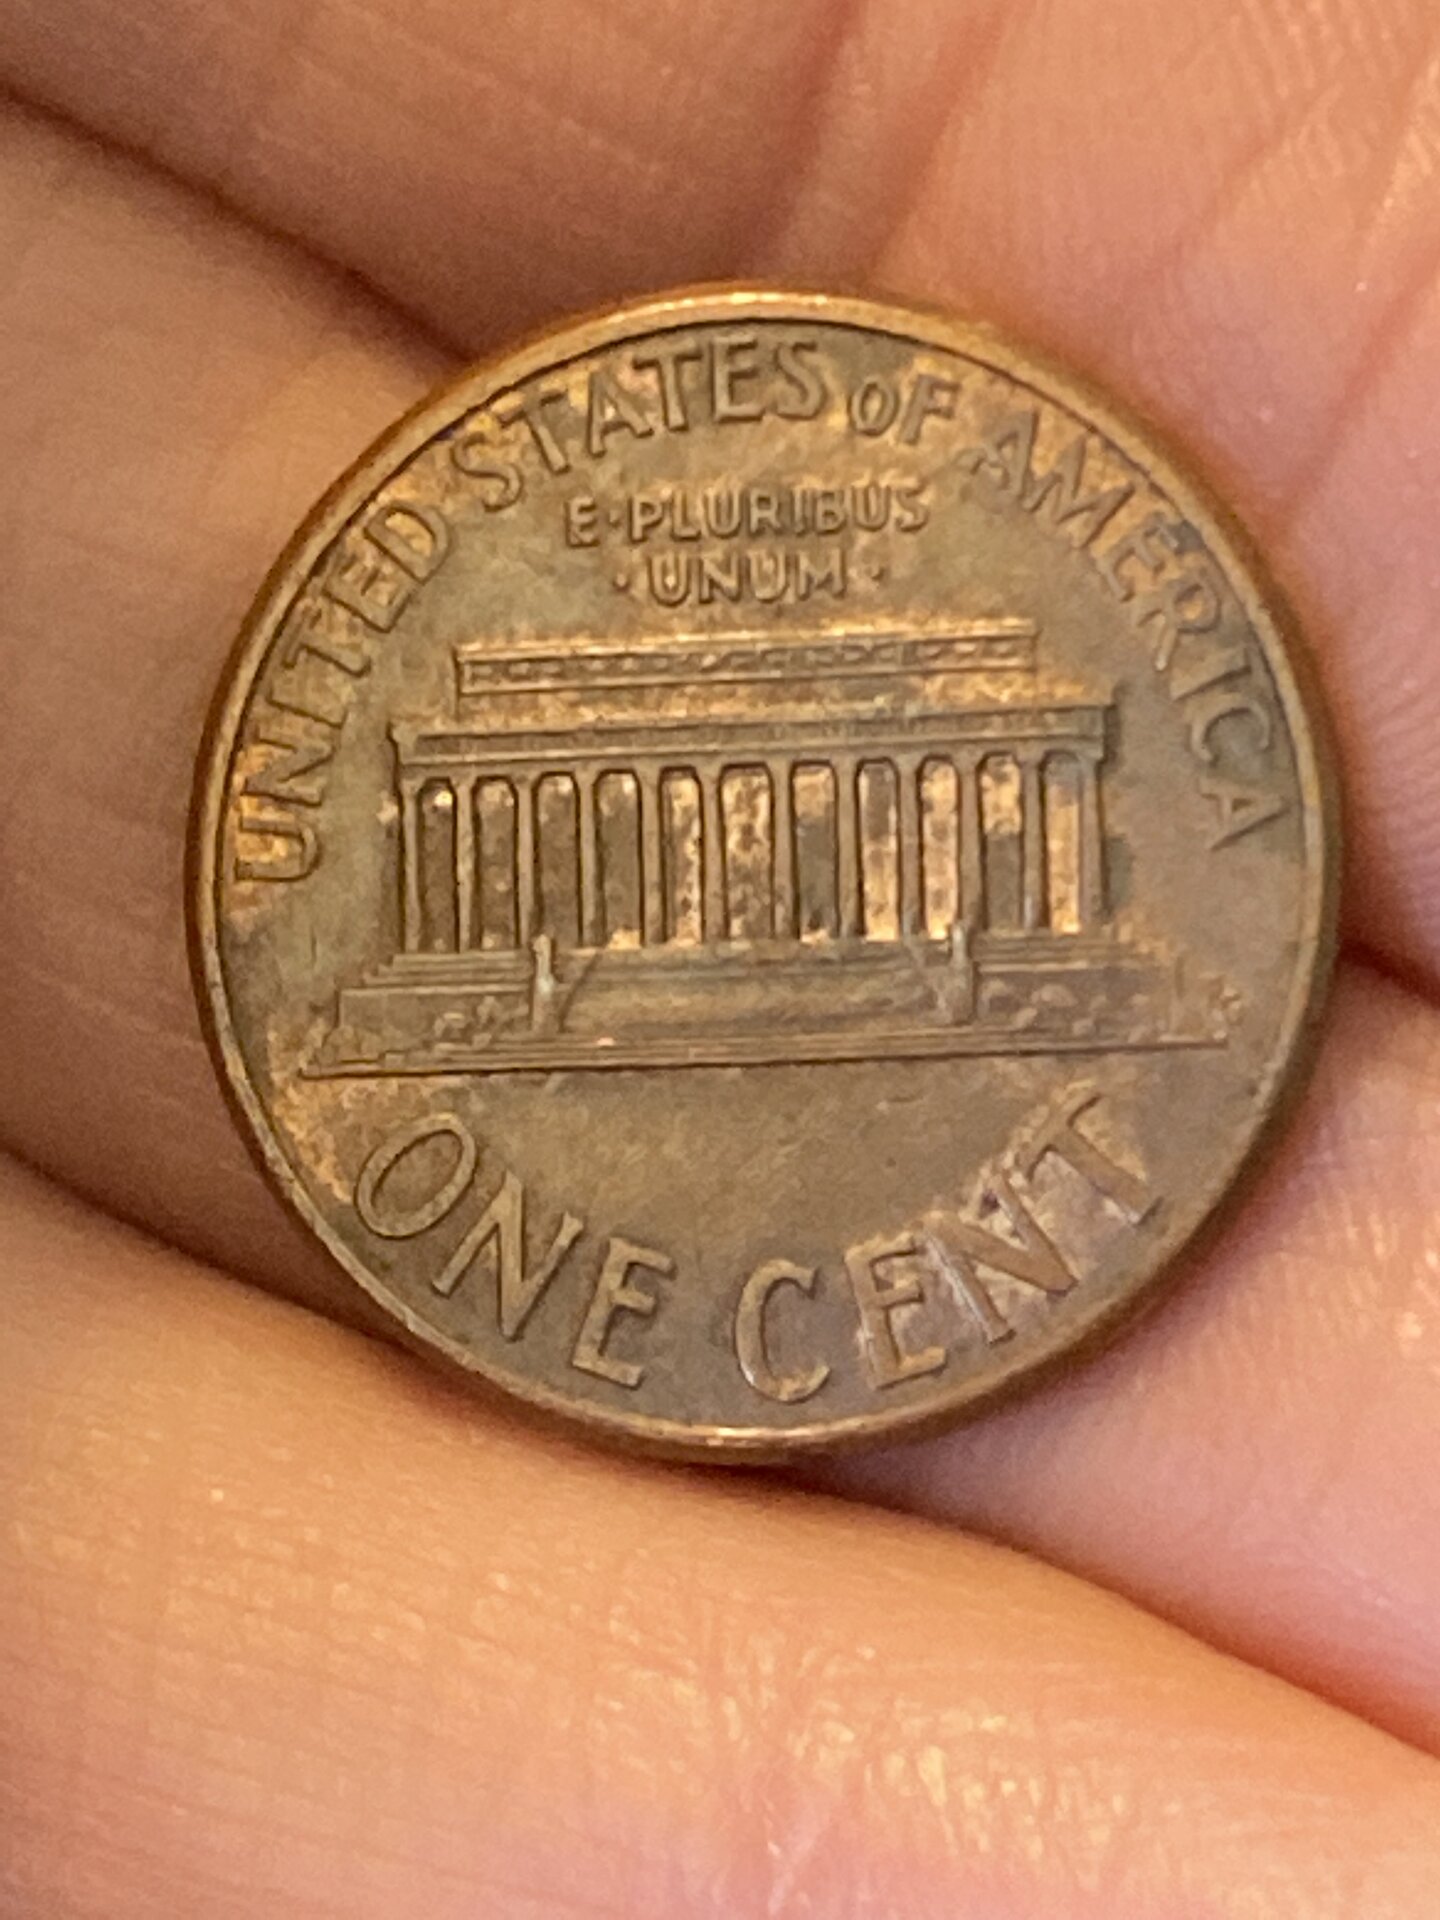 UNITED STATES OF AMERICA
E·PLURIBUS
·UNUM·
ONE CENT